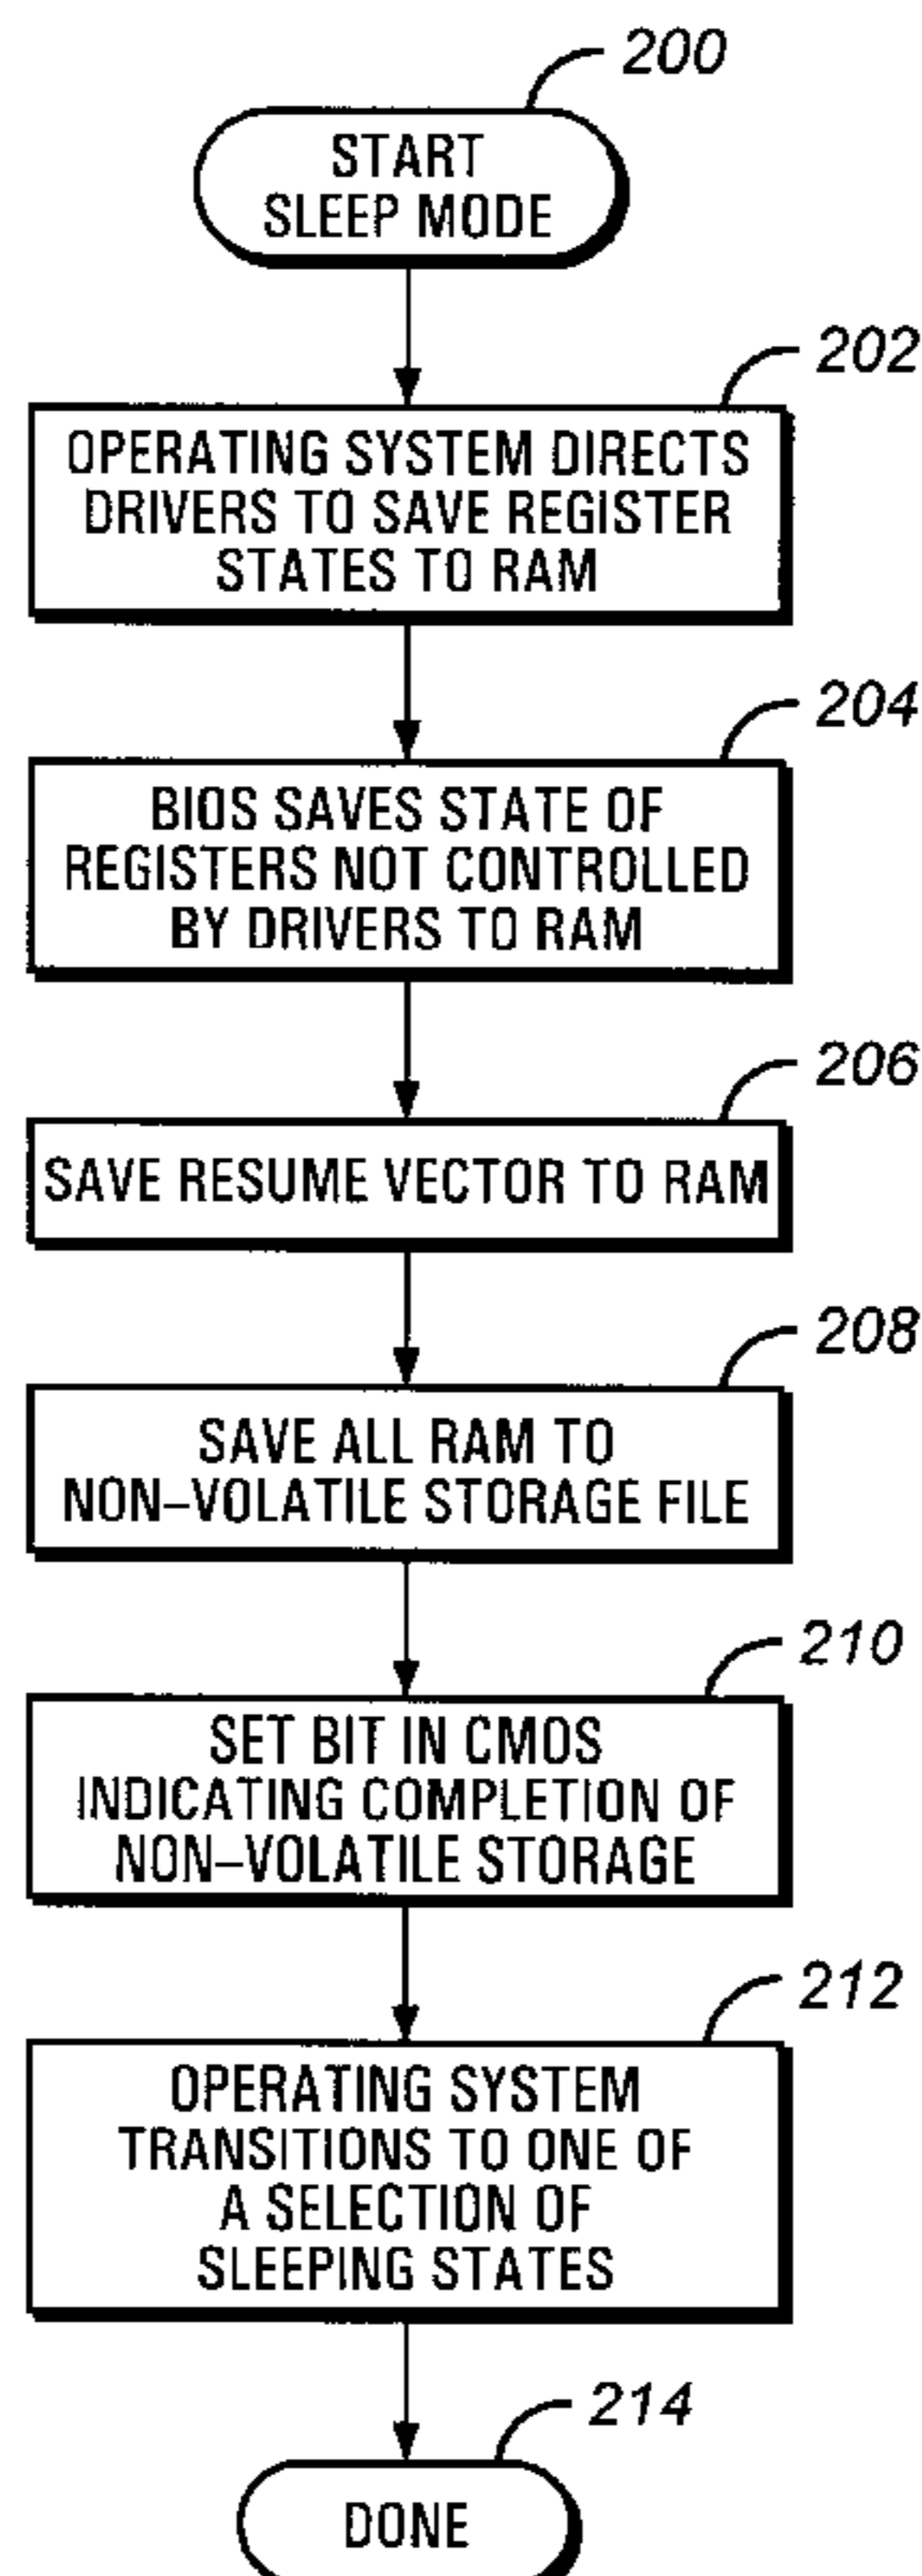 200
START
SLEEP MODE
202
OPERATING SYSTEM DIRECTS
DRIVERS TO SAVE REGISTER
STATES TO RAM
204
BIOS SAVES STATE OF
REGISTERS NOT CONTROLLED
BY DRIVERS TO RAM
206
SAVE RESUME VECTOR TO RAM
208
SAVE ALL RAM TO
NON–VOLATILE STORAGE FILE
210
SET BIT IN CMOS
INDICATING COMPLETION OF
NON–VOLATILE STORAGE
212
OPERATING SYSTEM
TRANSITIONS TO ONE OF
A SELECTION OF
SLEEPING STATES
214
DONE